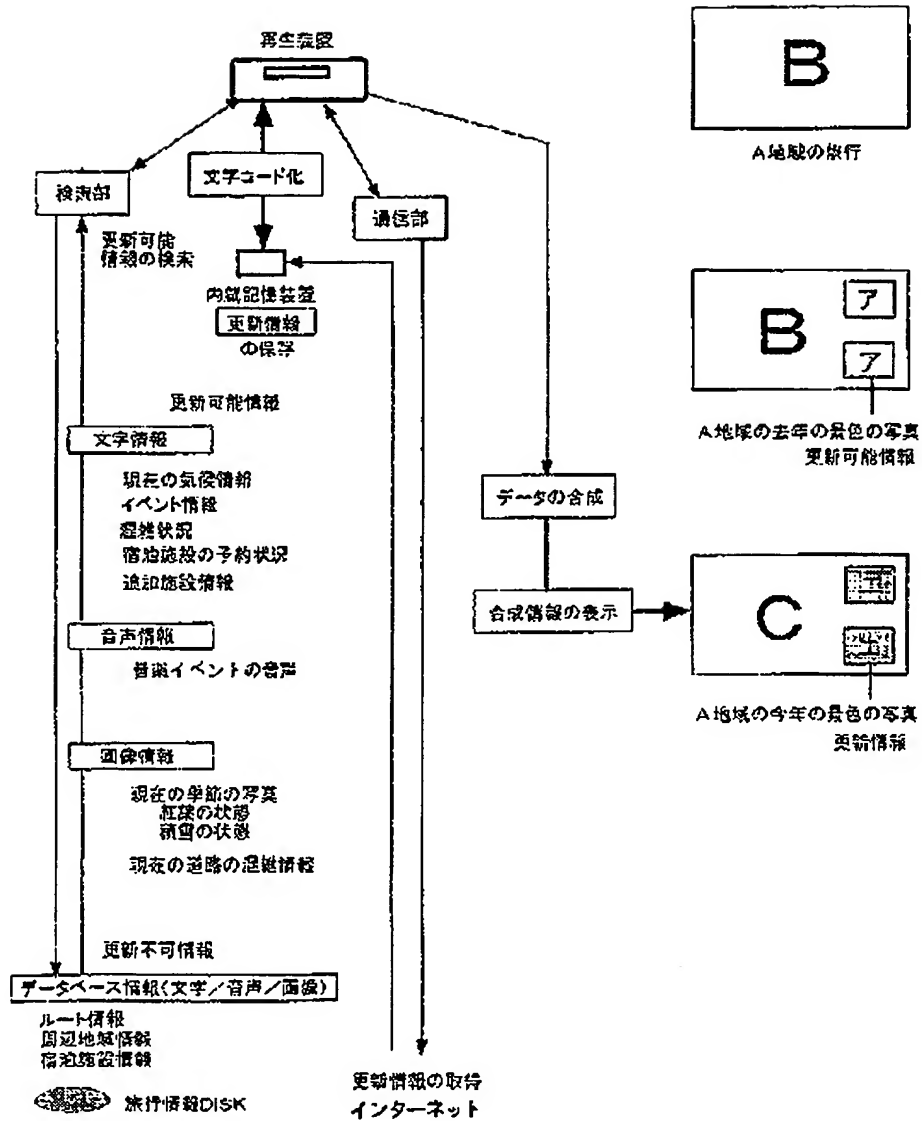 再生装置
B
A地域の旅行
検索部
文字コード化
通信部
更新可能
情報の検索
内蔵記憶装置
更新情報
の保存
B
ア
ア
A地域の去年の景色の写真
更新可能情報
更新可能情報
文字情報
現在の気候情報
イベント情報
混雑状況
宿泊施設の予約状況
追加施設情報
データの合成
合成情報の表示
C
A地域の今年の景色の写真
更新情報
音声情報
音楽イベントの音声
画像情報
現在の季節の写真
紅葉の状態
積雪の状態
現在の道路の混雑情報
更新不可情報
データベース情報(文字/音声/画像)
ルート情報
周辺地域情報
宿泊施設情報
旅行情報DISK
更新情報の取得
インターネット